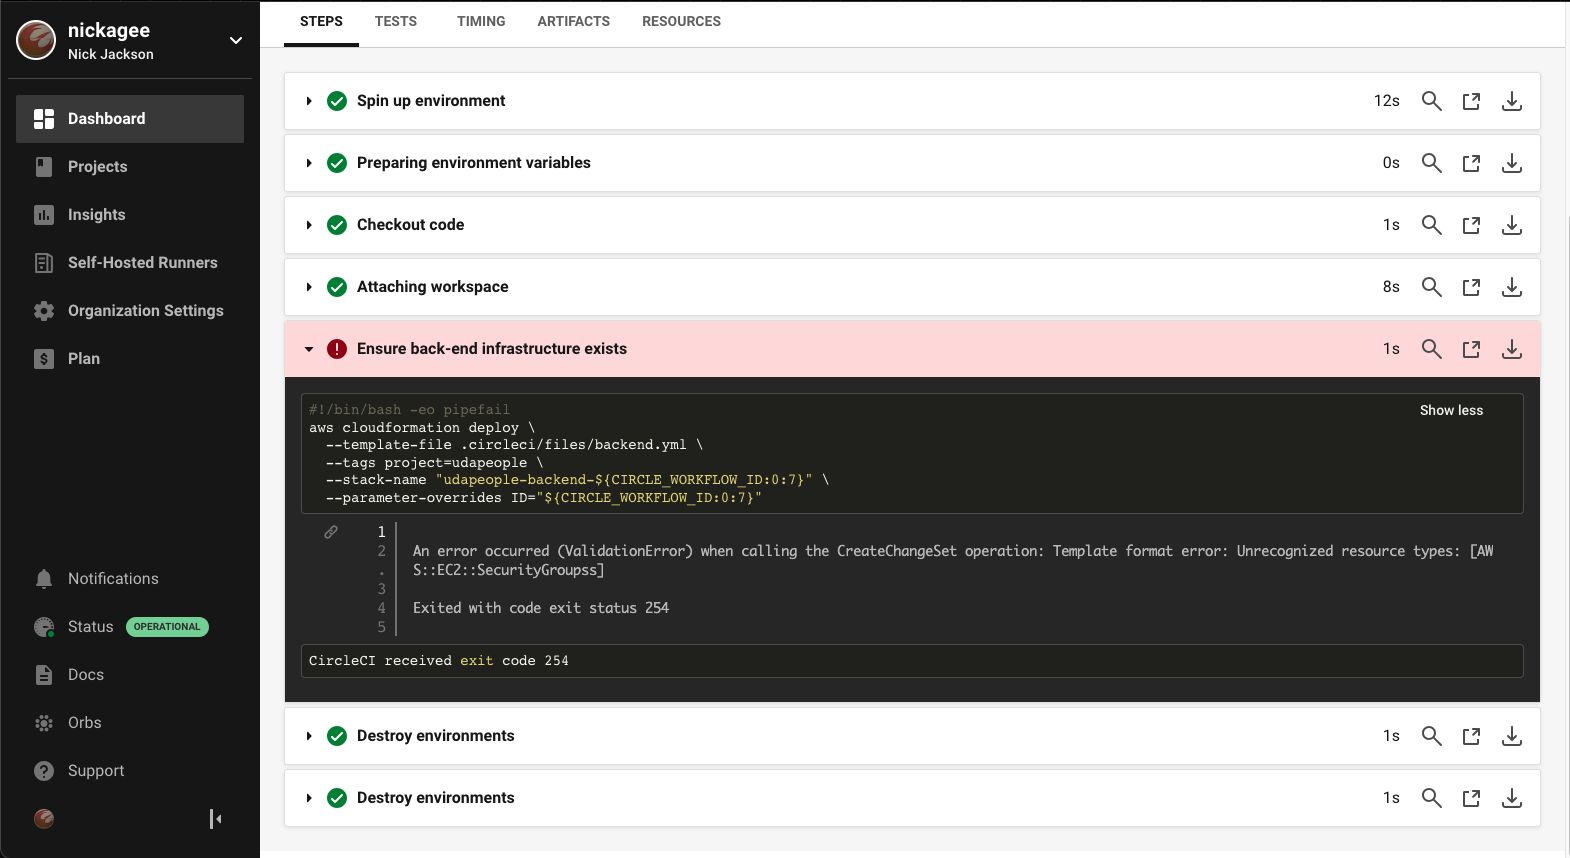 nickagee
Nick Jackson
Dashboard
Projects
Insights
Self-Hosted Runners
Organization Settings
Plan
Notifications
Status OPERATIONAL
Docs
Orbs
Support
STEPS TESTS TIMING ARTIFACTS RESOURCES
Spin up environment 12s
Preparing environment variables 0s
Checkout code 1s
Attaching workspace 8s
Ensure back-end infrastructure exists 1s
#!/bin/bash -eo pipefail Show less
aws cloudformation deploy \
--template-file .circleci/files/backend.yml \
--tags project=udapeople \
--stack-name "udapeople-backend-${CIRCLE_WORKFLOW_ID:0:7}" \
--parameter-overrides ID="${CIRCLE_WORKFLOW_ID:0:7}"
1
2 An error occurred (ValidationError) when calling the CreateChangeSet operation: Template format error: Unrecognized resource types: [AW
. S::EC2::SecurityGroupss]
3
4 Exited with code exit status 254
5
CircleCI received exit code 254
Destroy environments 1s
Destroy environments 1s